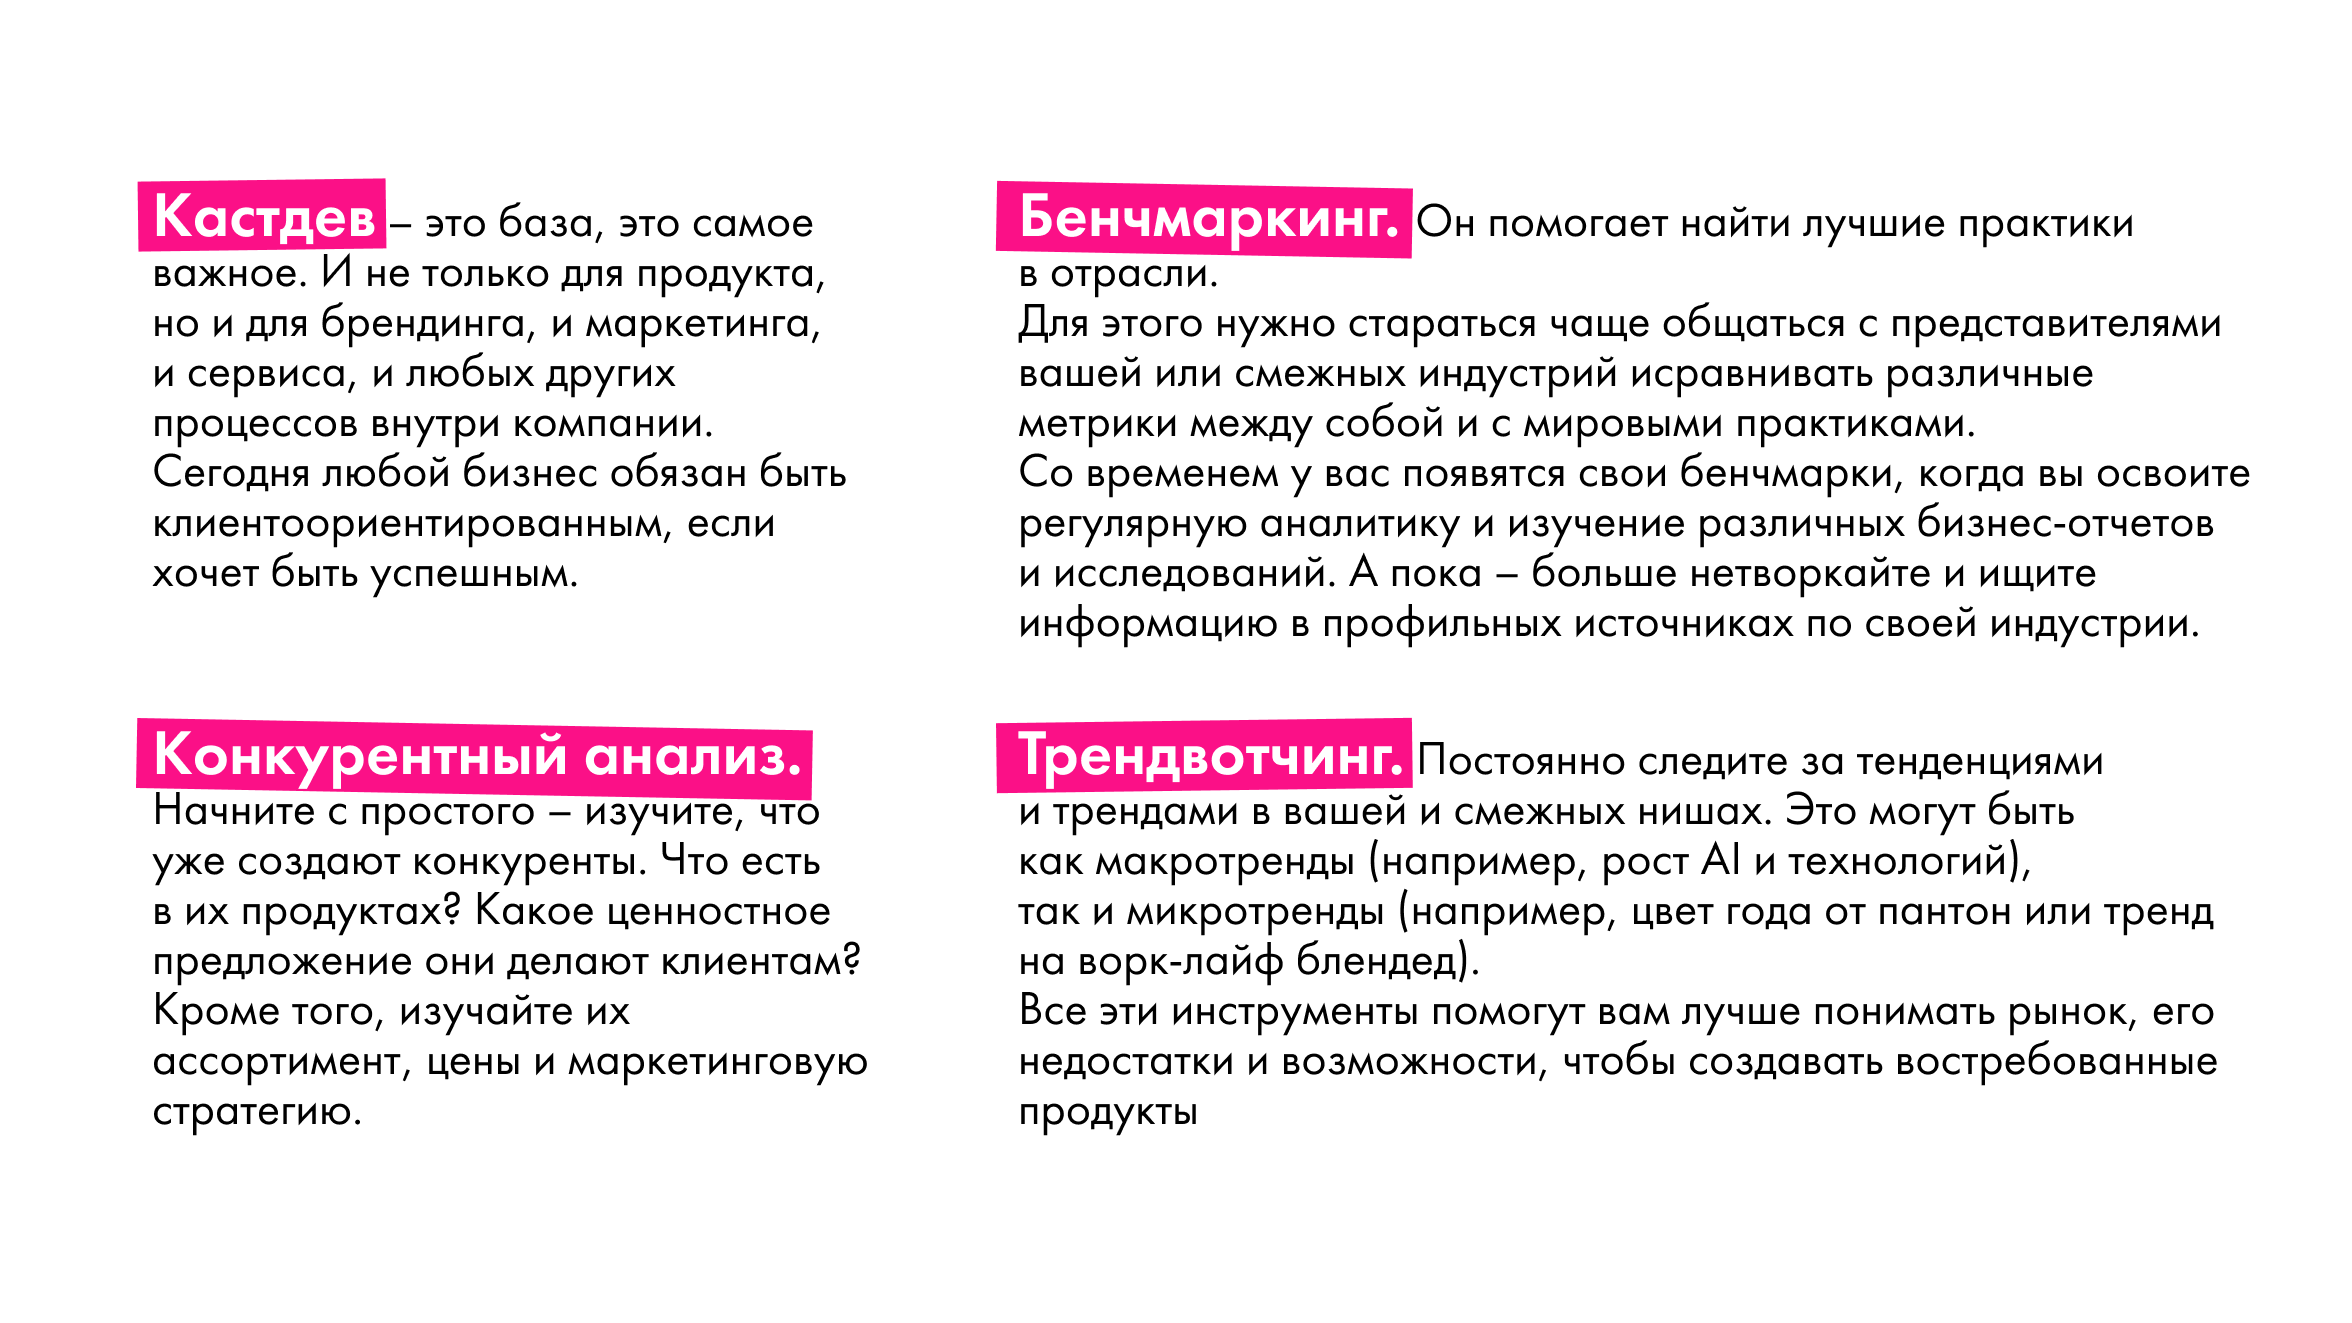 Кастдев – это база, это самое
важное. И не только для продукта,
но и для брендинга, и маркетинга,
и сервиса, и любых других
процессов внутри компании.
Сегодня любой бизнес обязан быть
клиентоориентированным, если
хочет быть успешным.
Бенчмаркинг. Он помогает найти лучшие практики
в отрасли.
Для этого нужно стараться чаще общаться с представителями
вашей или смежных индустрий исравнивать различные
метрики между собой и с мировыми практиками.
Со временем у вас появятся свои бенчмарки, когда вы освоите
регулярную аналитику и изучение различных бизнес-отчетов
и исследований. А пока – больше нетворкайте и ищите
информацию в профильных источниках по своей индустрии.
Конкурентный анализ.
Начните с простого – изучите, что
уже создают конкуренты. Что есть
в их продуктах? Какое ценностное
предложение они делают клиентам?
Кроме того, изучайте их
ассортимент, цены и маркетинговую
стратегию.
Трендвотчинг. Постоянно следите за тенденциями
и трендами в вашей и смежных нишах. Это могут быть
как макротренды (например, рост AI и технологий),
так и микротренды (например, цвет года от пантон или тренд
на ворк-лайф блендед).
Все эти инструменты помогут вам лучше понимать рынок, его
недостатки и возможности, чтобы создавать востребованные
продукты